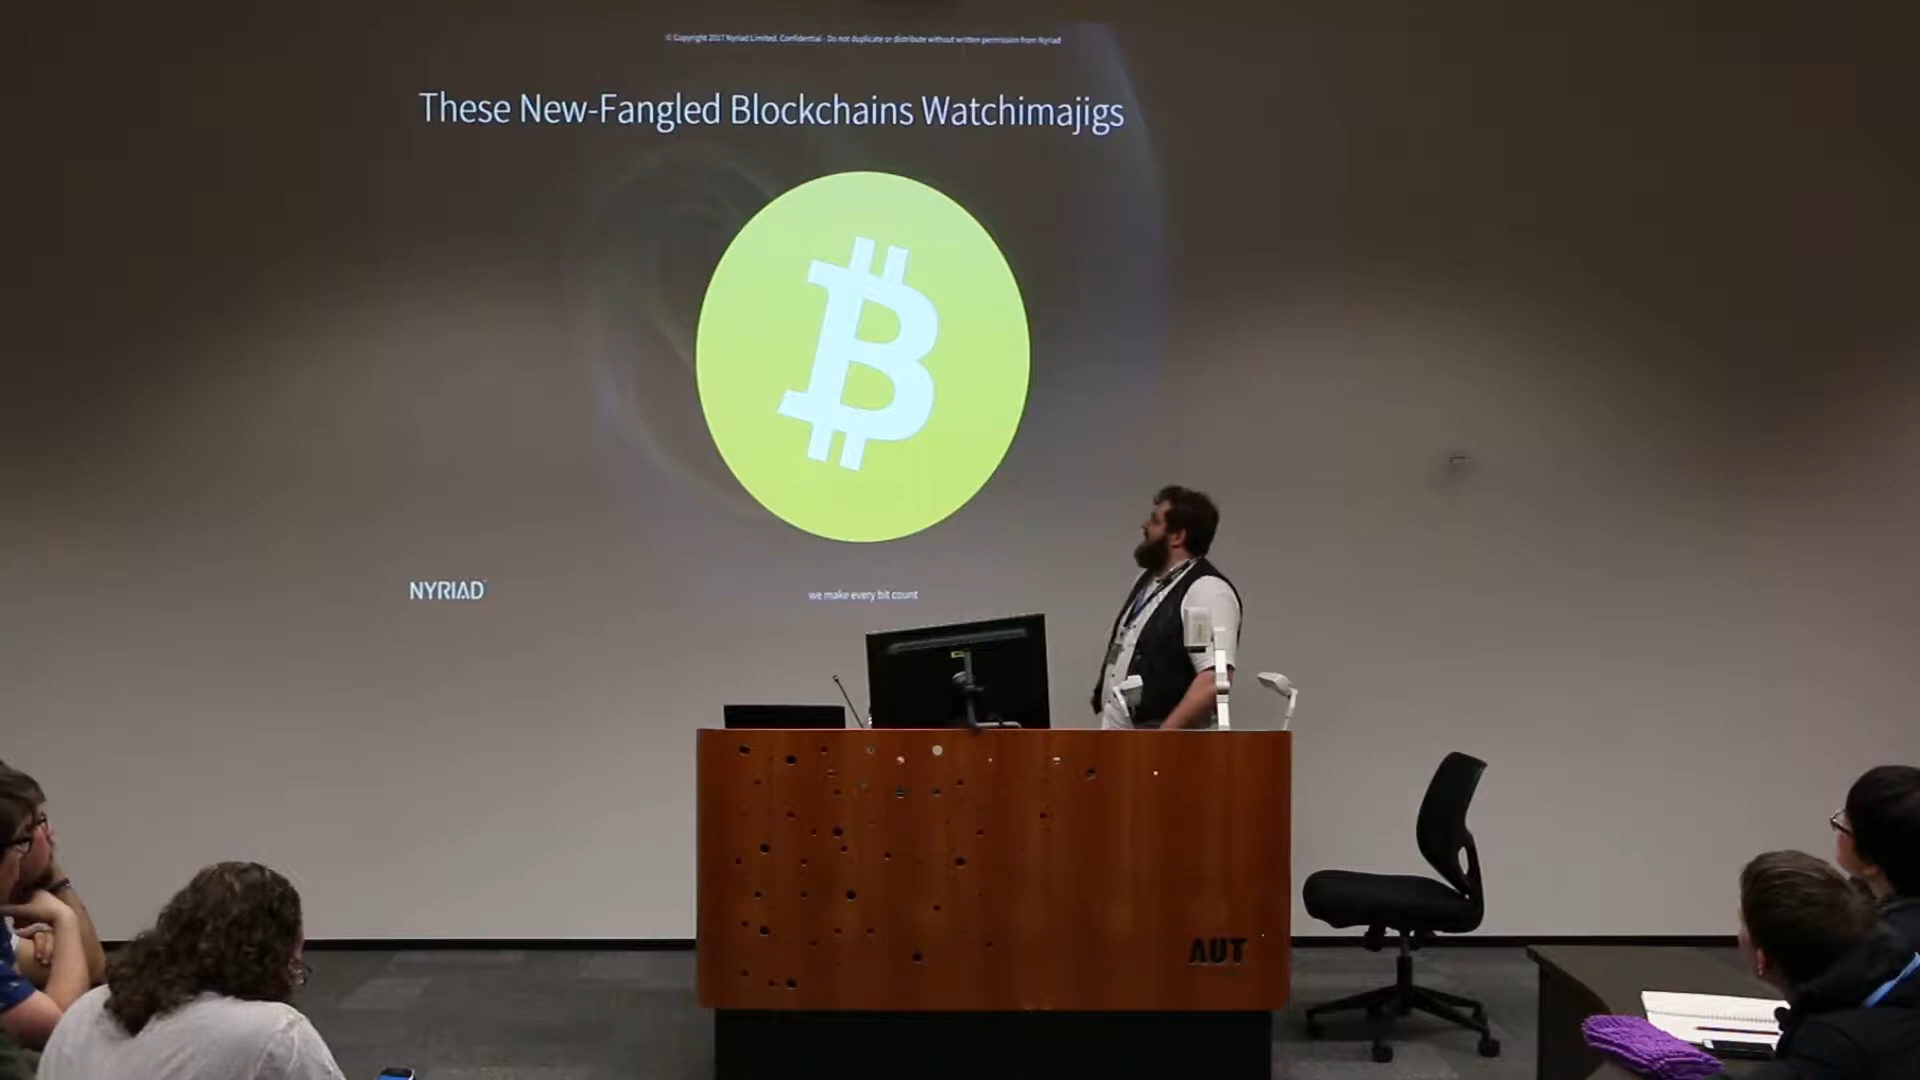 © Copyright 2017 Nyriad Limited. Confidential - Do not duplicate or distribute without written permission from Nyriad
These New-Fangled Blockchains Watchimajigs
NYRIAD
we make every bit count
AUT